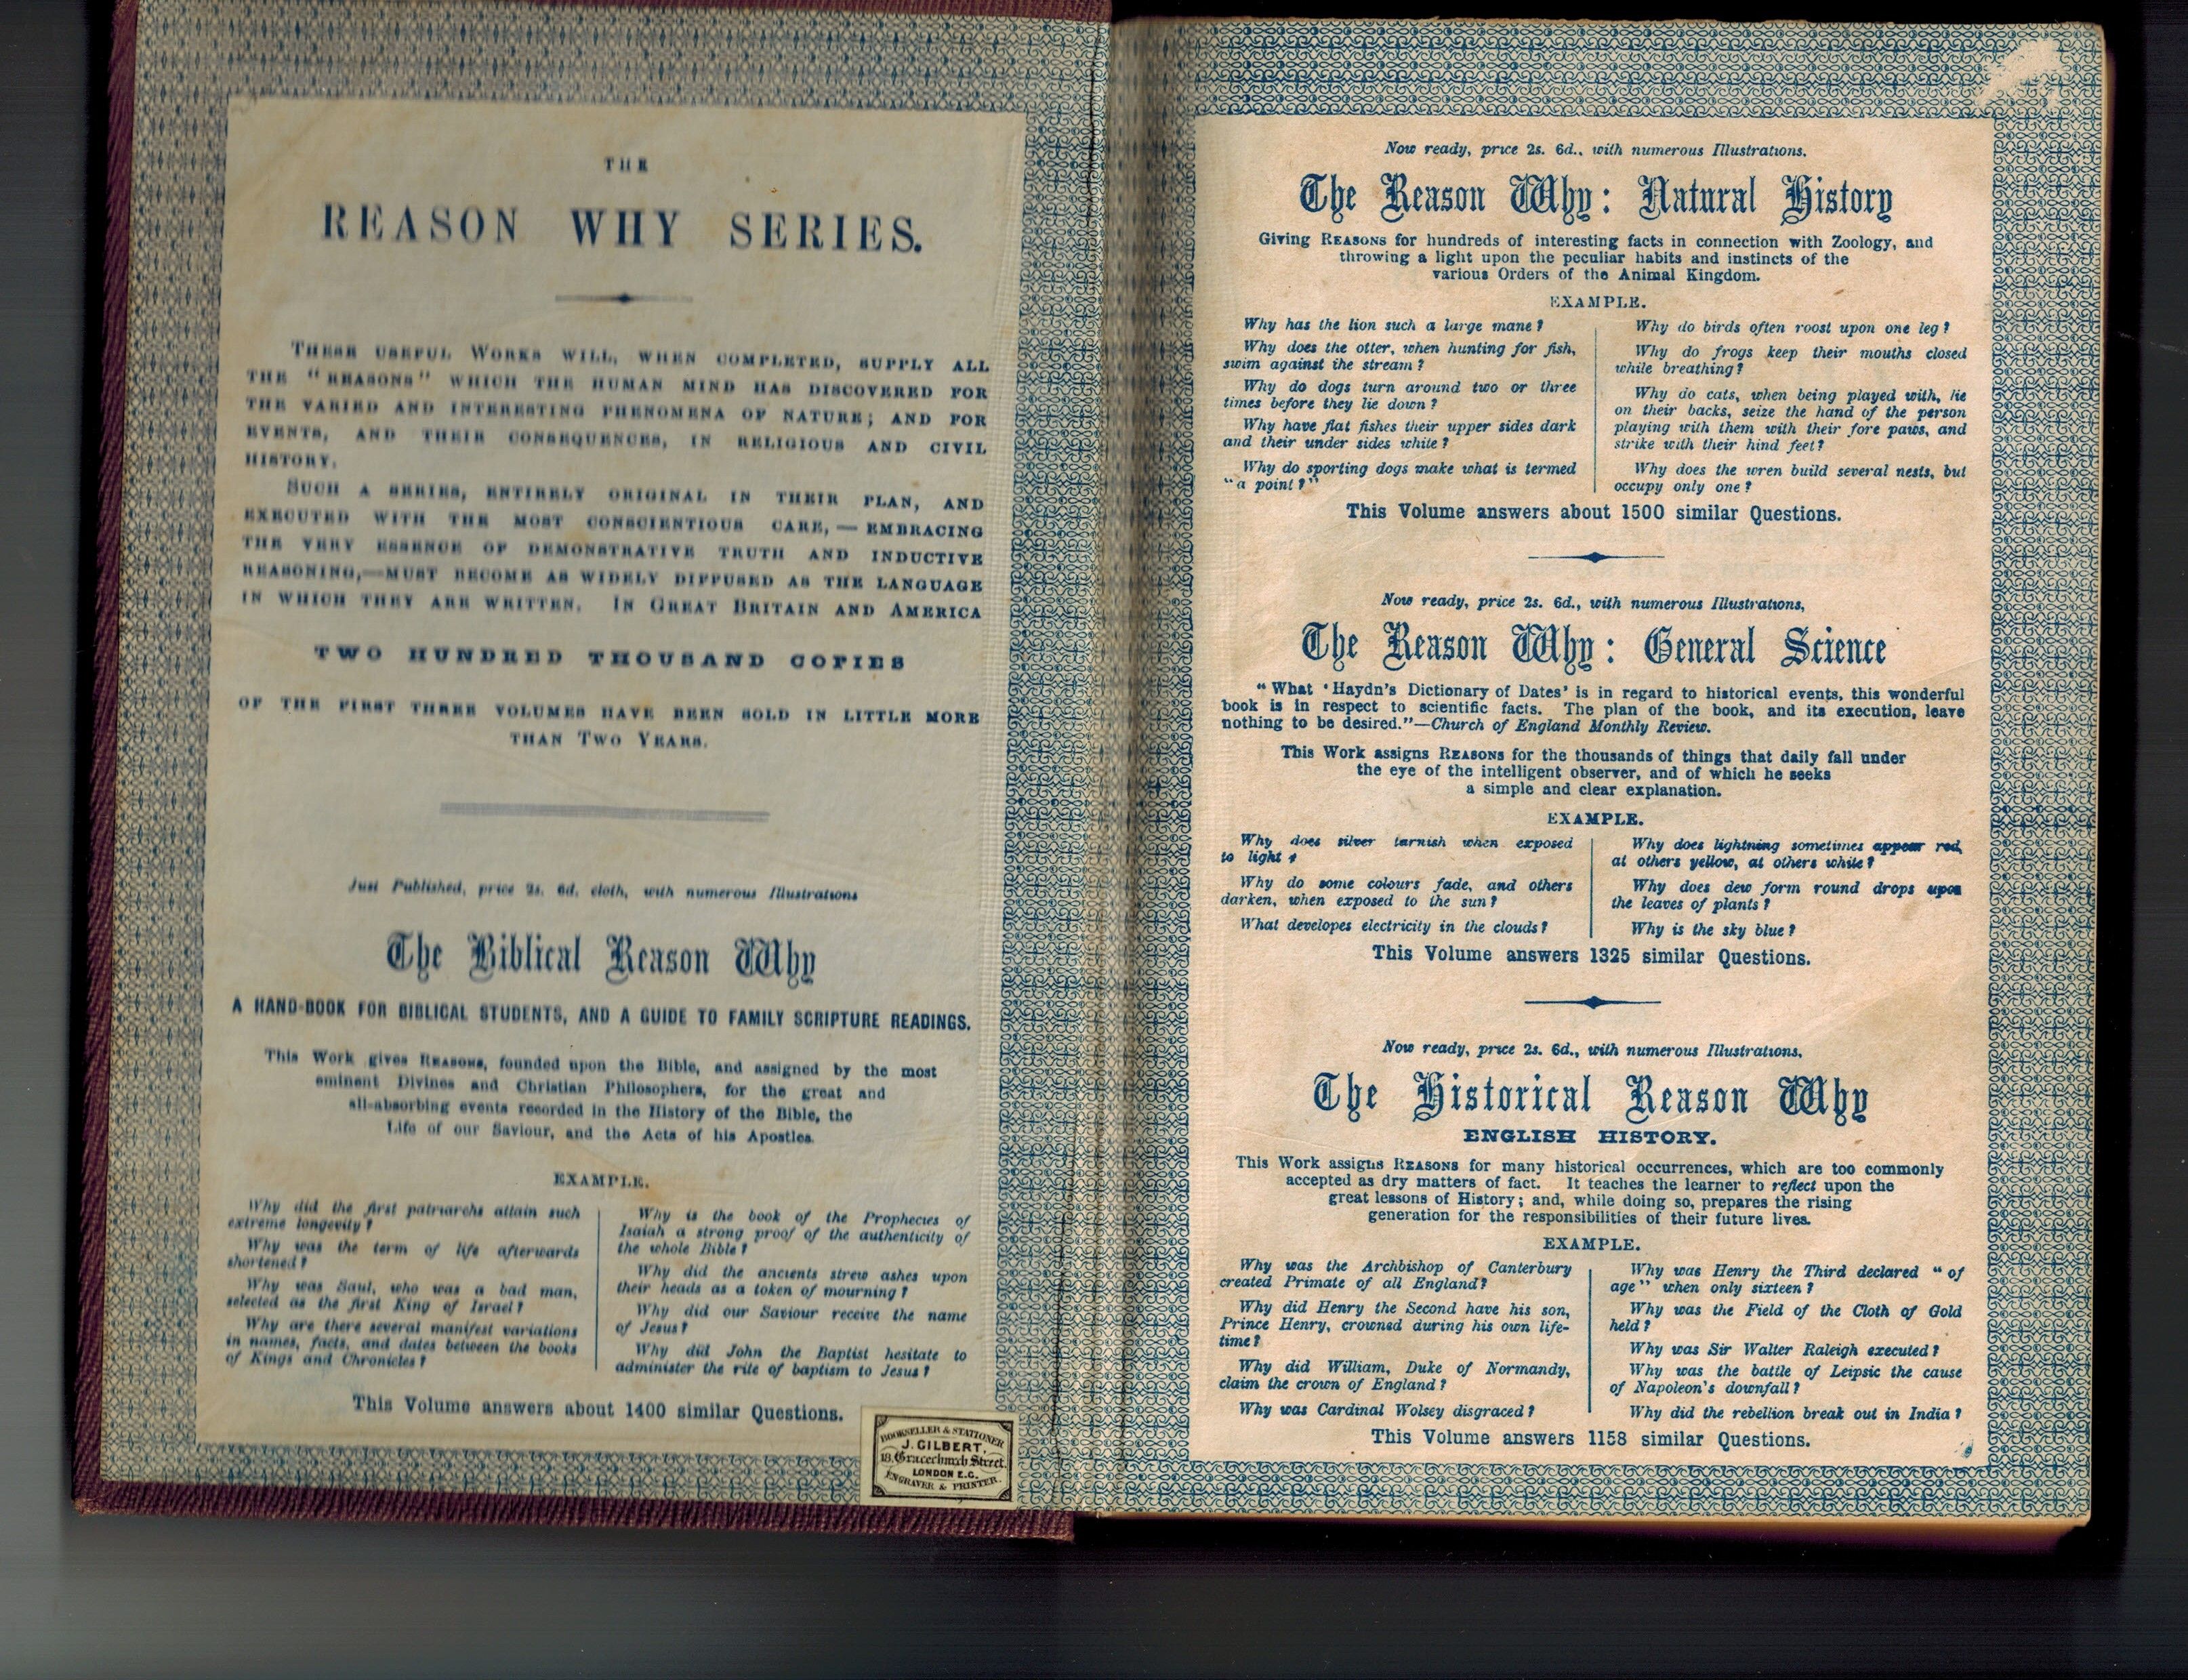 THE
REASON WHY SERIES.
THESE USEFUL WORKS WILL, WHEN COMPLETED, SUPPLY ALL
THE "REASONS" WHICH THE HUMAN MIND HAS DISCOVERED FOR
THE VARIED AND INTERESTING PHENOMENA OF NATURE; AND FOR
EVENTS, AND THEIR CONSEQUENCES, IN RELIGIOUS AND CIVIL
HISTORY.
SUCH A SERIES, ENTIRELY ORIGINAL IN THEIR PLAN, AND
EXECUTED WITH THE MOST CONSCIENTIOUS CARE,—EMBRACING
THE VERY ESSENCE OF DEMONSTRATIVE TRUTH AND INDUCTIVE
REASONING,—MUST BECOME AS WIDELY DIFFUSED AS THE LANGUAGE
IN WHICH THEY ARE WRITTEN. IN GREAT BRITAIN AND AMERICA
TWO HUNDRED THOUSAND COPIES
OF THE FIRST THREE VOLUMES HAVE BEEN SOLD IN LITTLE MORE
THAN TWO YEARS.
Just Published, price 2s. 6d. cloth, with numerous Illustrations
The Biblical Reason Why
A HAND-BOOK FOR BIBLICAL STUDENTS, AND A GUIDE TO FAMILY SCRIPTURE READINGS.
This Work gives REASONS, founded upon the Bible, and assigned by the most
eminent Divines and Christian Philosophers, for the great and
all-absorbing events recorded in the History of the Bible, the
Life of our Saviour, and the Acts of his Apostles.
EXAMPLE.
Why did the first patriarchs attain such
extreme longevity?
Why was the term of life afterwards
shortened?
Why was Saul, who was a bad man,
selected as the first King of Israel?
Why are there several manifest variations
in names, facts, and dates between the books
of Kings and Chronicles?
Why is the book of the Prophecies of
Isaiah a strong proof of the authenticity of
the whole Bible?
Why did the ancients strew ashes upon
their heads as a token of mourning?
Why did our Saviour receive the name
of Jesus?
Why did John the Baptist hesitate to
administer the rite of baptism to Jesus?
This Volume answers about 1400 similar Questions.
BOOKSELLER & STATIONER
J. GILBERT,
18, Gracechurch Street,
LONDON E.C.
ENGRAVER & PRINTER.
Now ready, price 2s. 6d., with numerous Illustrations.
The Reason Why: Natural History
Giving REASONS for hundreds of interesting facts in connection with Zoology, and
throwing a light upon the peculiar habits and instincts of the
various Orders of the Animal Kingdom.
EXAMPLE.
Why has the lion such a large mane?
Why does the otter, when hunting for fish,
swim against the stream?
Why do dogs turn around two or three
times before they lie down?
Why have flat fishes their upper sides dark
and their under sides white?
Why do sporting dogs make what is termed
"a point?"
Why do birds often roost upon one leg?
Why do frogs keep their mouths closed
while breathing?
Why do cats, when being played with, lie
on their backs, seize the hand of the person
playing with them with their fore paws, and
strike with their hind feet?
Why does the wren build several nests, but
occupy only one?
This Volume answers about 1500 similar Questions.
Now ready, price 2s. 6d., with numerous Illustrations,
The Reason Why: General Science
"What 'Haydn's Dictionary of Dates' is in regard to historical events, this wonderful
book is in respect to scientific facts. The plan of the book, and its execution, leave
nothing to be desired."—Church of England Monthly Review.
This Work assigns REASONS for the thousands of things that daily fall under
the eye of the intelligent observer, and of which he seeks
a simple and clear explanation.
EXAMPLE.
Why does silver tarnish when exposed
to light?
Why do some colours fade, and others
darken, when exposed to the sun?
What developes electricity in the clouds?
Why does lightning sometimes appear red,
at others yellow, at others white?
Why does dew form round drops upon
the leaves of plants?
Why is the sky blue?
This Volume answers 1325 similar Questions.
Now ready, price 2s. 6d., with numerous Illustrations,
The Historical Reason Why
ENGLISH HISTORY.
This Work assigns REASONS for many historical occurrences, which are too commonly
accepted as dry matters of fact. It teaches the learner to reflect upon the
great lessons of History; and, while doing so, prepares the rising
generation for the responsibilities of their future lives.
EXAMPLE.
Why was the Archbishop of Canterbury
created Primate of all England?
Why did Henry the Second have his son,
Prince Henry, crowned during his own life-
time?
Why did William, Duke of Normandy,
claim the crown of England?
Why was Cardinal Wolsey disgraced?
Why was Henry the Third declared "of
age" when only sixteen?
Why was the Field of the Cloth of Gold
held?
Why was Sir Walter Raleigh executed?
Why was the battle of Leipsic the cause
of Napoleon's downfall?
Why did the rebellion break out in India?
This Volume answers 1158 similar Questions.